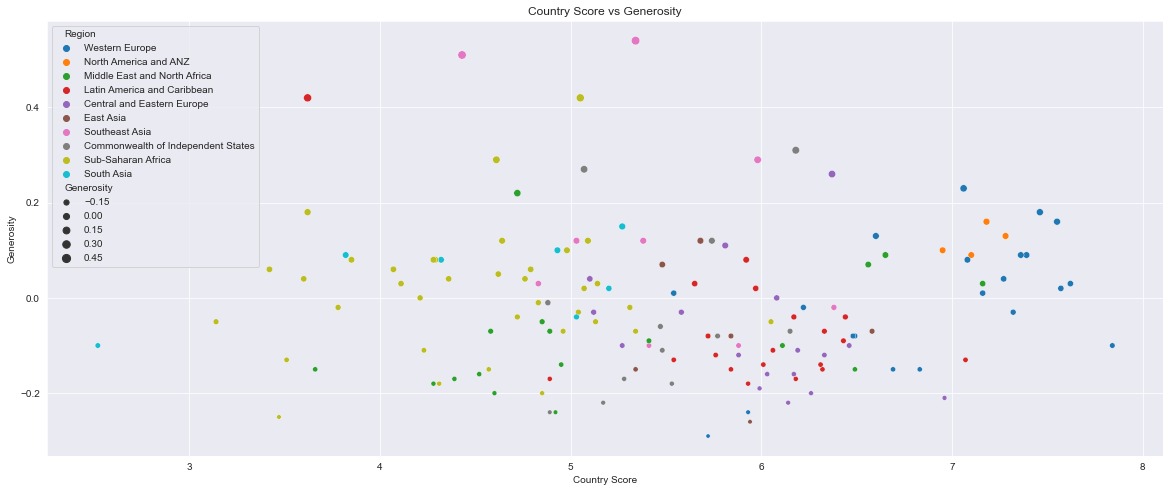 Country Score vs Generosity
Region
Western Europe
North America and ANZ
Middle East and North Africa
Latin America and Caribbean
Central and Eastern Europe
East Asia
Southeast Asia
Commonwealth of Independent States
Sub-Saharan Africa
South Asia
Generosity
−0.15
0.00
0.15
0.30
0.45
Generosity
0.4
0.2
0.0
−0.2
3 4 5 6 7 8
Country Score